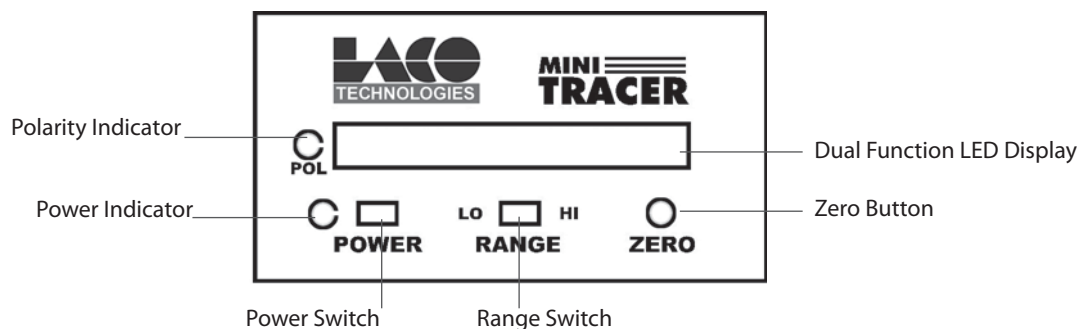 LACO
TECHNOLOGIES
MINI
TRACER
Polarity Indicator
POL
Dual Function LED Display
Power Indicator
LO
HI
Zero Button
POWER
RANGE
ZERO
Power Switch
Range Switch